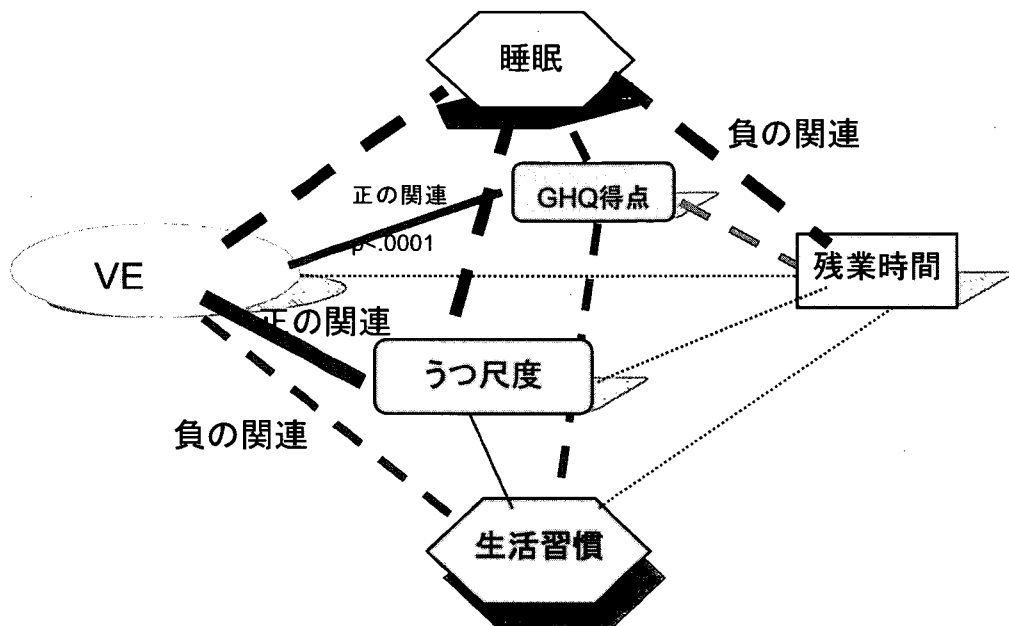 睡眠
負の関連
GHQ得点
正の関連
p<.0001
残業時間
VE
正の関連
うつ尺度
負の関連
生活習慣